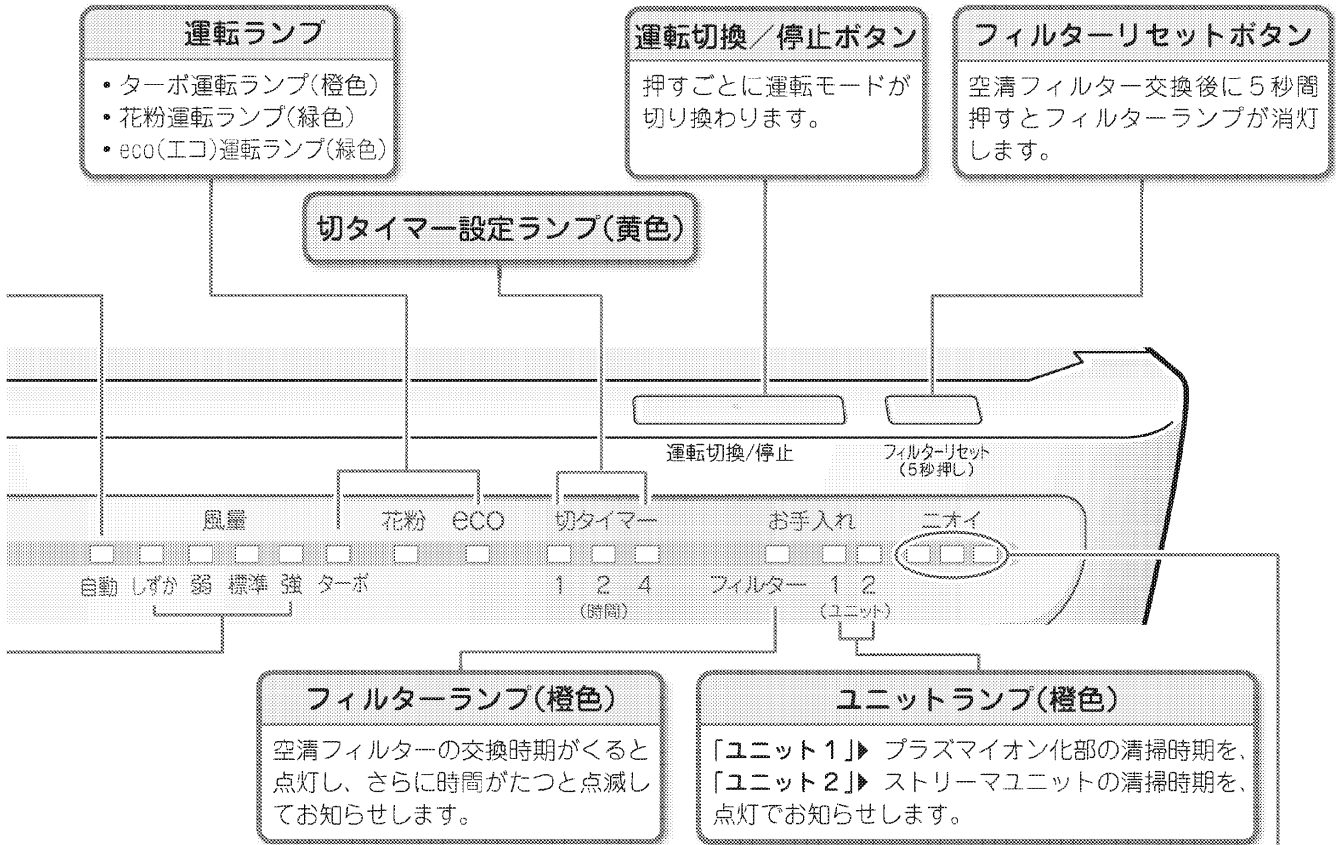 運転ランプ
・ターボ運転ランプ(橙色)
・花粉運転ランプ(緑色)
・eco(エコ)運転ランプ(緑色)
運転切換／停止ボタン
押すごとに運転モードが
切り換わります。
フィルターリセットボタン
空清フィルター交換後に5秒間
押すとフィルターランプが消灯
します。
切タイマー設定ランプ(黄色)
運転切換/停止
フィルターリセット
(5秒押し)
風量 花粉 eco 切タイマー お手入れ ニオイ
自動 しずか 弱 標準 強 ターボ 1 2 4 フィルター 1 2
(時間) (ユニット)
フィルターランプ(橙色)
空清フィルターの交換時期がくると
点灯し、さらに時間がたつと点滅し
てお知らせします。
ユニットランプ(橙色)
「ユニット1」▶ プラズマイオン化部の清掃時期を、
「ユニット2」▶ ストリーマユニットの清掃時期を、
点灯でお知らせします。